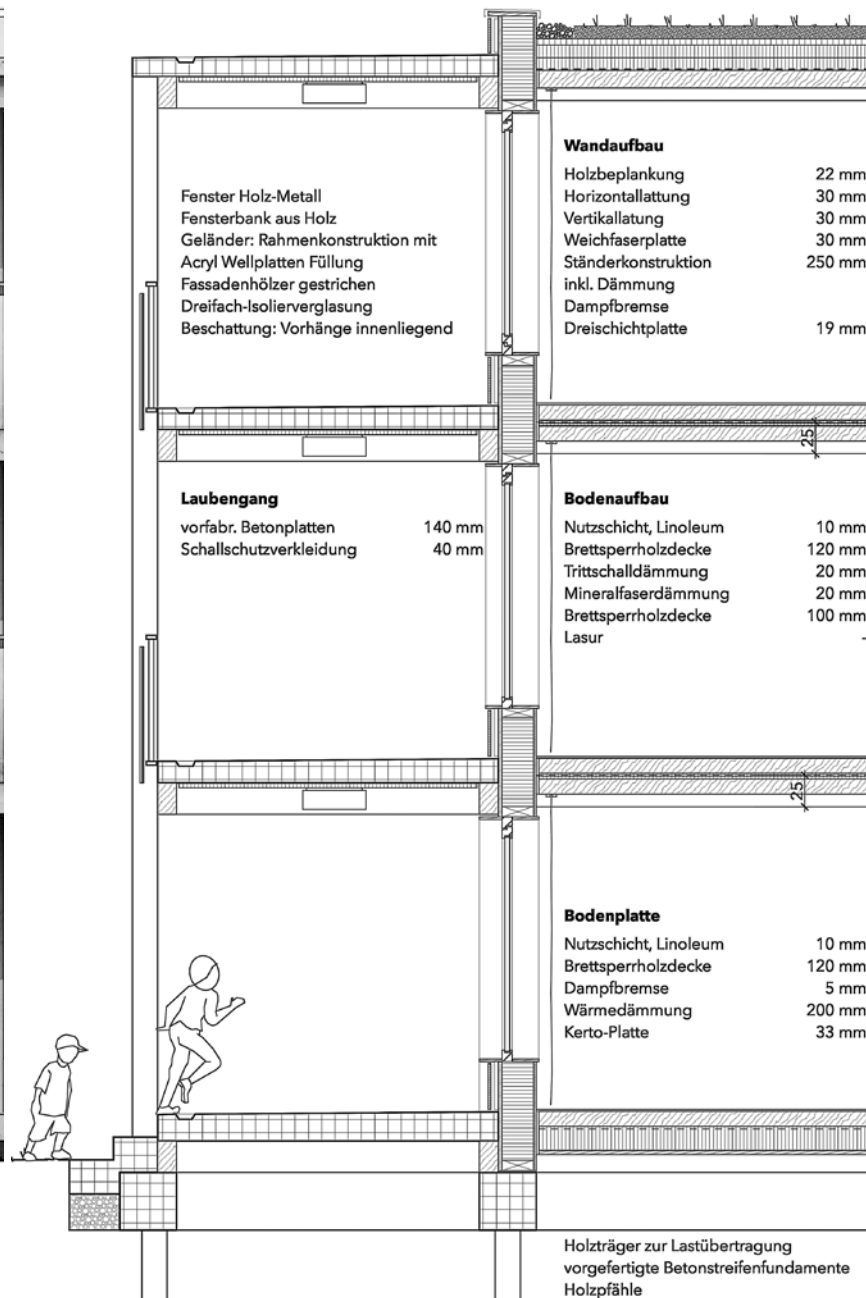 Wandaufbau
Holzbeplankung 22 mm
Horizontallattung 30 mm
Vertikallatung 30 mm
Weichfaserplatte 30 mm
Ständerkonstruktion 250 mm
inkl. Dämmung
Dampfbremse
Dreischichtplatte 19 mm
Fenster Holz-Metall
Fensterbank aus Holz
Geländer: Rahmenkonstruktion mit
Acryl Wellplatten Füllung
Fassadenhölzer gestrichen
Dreifach-Isolierverglasung
Beschattung: Vorhänge innenliegend
25
Laubengang
vorfabr. Betonplatten 140 mm
Schallschutzverkleidung 40 mm
Bodenaufbau
Nutzschicht, Linoleum 10 mm
Brettsperrholzdecke 120 mm
Trittschalldämmung 20 mm
Mineralfaserdämmung 20 mm
Brettsperrholzdecke 100 mm
Lasur -
25
Bodenplatte
Nutzschicht, Linoleum 10 mm
Brettsperrholzdecke 120 mm
Dampfbremse 5 mm
Wärmedämmung 200 mm
Kerto-Platte 33 mm
Holzträger zur Lastübertragung
vorgefertigte Betonstreifenfundamente
Holzpfähle